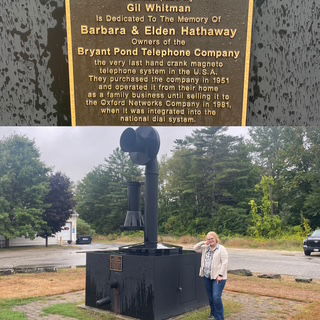 Gil Whitman
Is Dedicated To The Memory Of
Barbara & Elden Hathaway
Owners of the
Bryant Pond Telephone Company
the very last hand crank magneto
telephone system in the U.S.A.
They purchased the company in 1951
and operated it from their home
as a family business until selling it to
the Oxford Networks Company in 1981,
when it was integrated into the
national dial system.